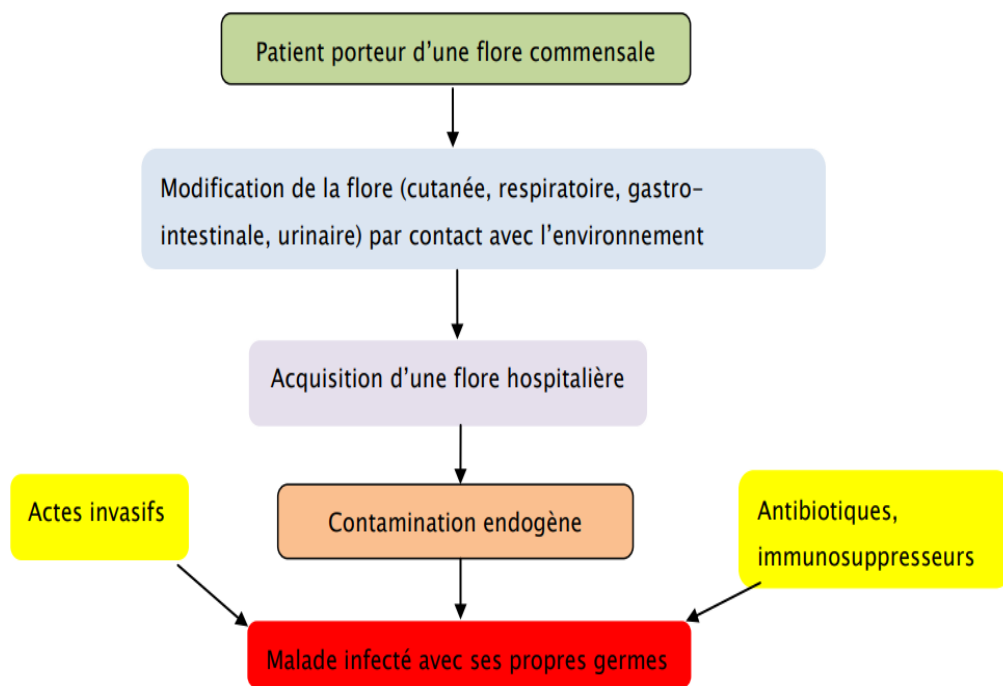 Patient porteur d’une flore commensale
Modification de la flore (cutanée, respiratoire, gastro-
intestinale, urinaire) par contact avec l’environnement
Acquisition d’une flore hospitalière
Actes invasifs
Contamination endogène
Antibiotiques,
immunosuppresseurs
Malade infecté avec ses propres germes